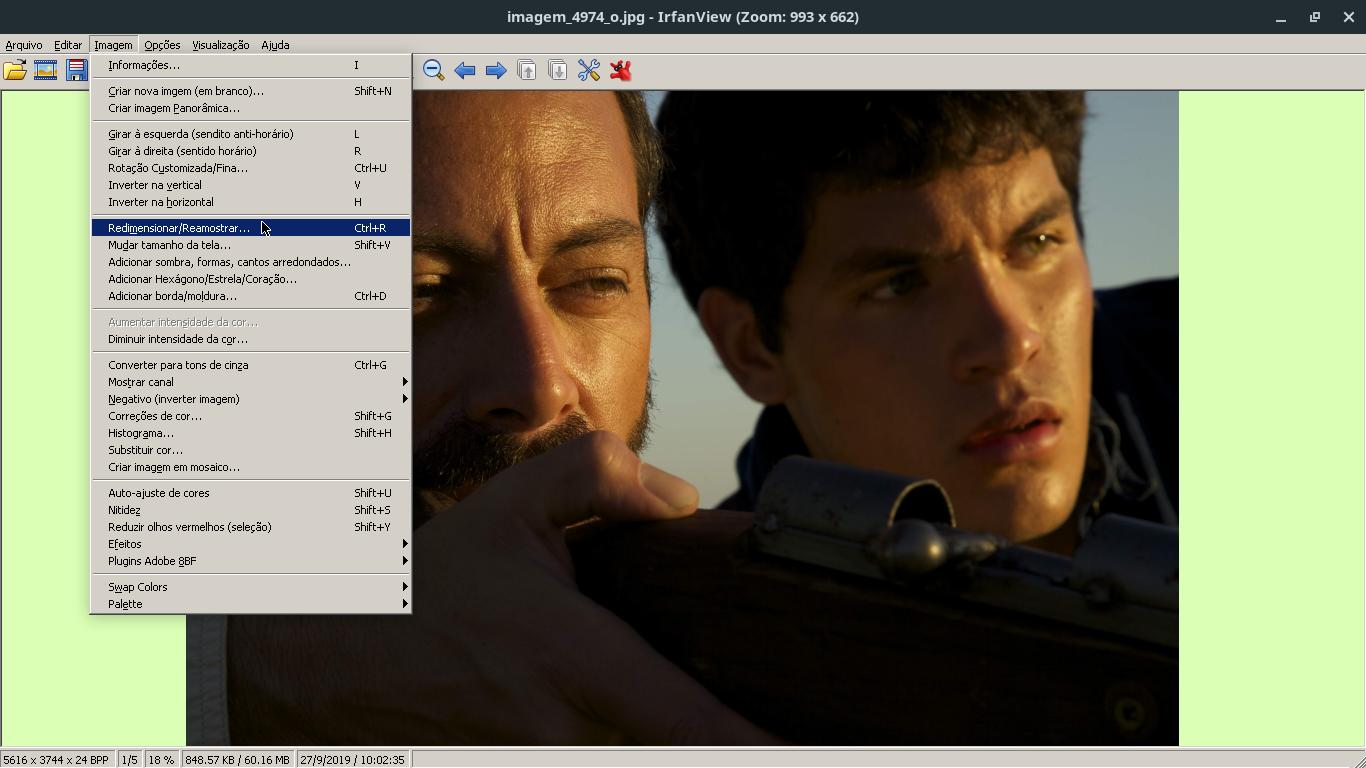 imagem_4974_o.jpg - IrfanView (Zoom: 993 x 662)
Arquivo Editar Imagem Opções Visualização Ajuda
Informações... I
Criar nova imgem (em branco)... Shift+N
Criar imagem Panorâmica...
Girar à esquerda (sendito anti-horário) L
Girar à direita (sentido horário) R
Rotação Customizada/Fina... Ctrl+U
Inverter na vertical V
Inverter na horizontal H
Redimensionar/Reamostrar... Ctrl+R
Mudar tamanho da tela... Shift+V
Adicionar sombra, formas, cantos arredondados...
Adicionar Hexágono/Estrela/Coração...
Adicionar borda/moldura... Ctrl+D
Aumentar intensidade da cor...
Diminuir intensidade da cor...
Converter para tons de cinza Ctrl+G
Mostrar canal
Negativo (inverter imagem)
Correções de cor... Shift+G
Histograma... Shift+H
Substituir cor...
Criar imagem em mosaico...
Auto-ajuste de cores Shift+U
Nitidez Shift+S
Reduzir olhos vermelhos (seleção) Shift+Y
Efeitos
Plugins Adobe 8BF
Swap Colors
Palette
5616 x 3744 x 24 BPP 1/5 18 % 848.57 KB / 60.16 MB 27/9/2019 / 10:02:35